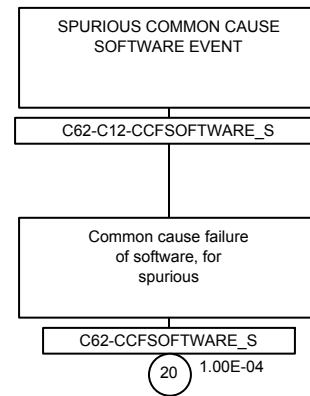 SPURIOUS COMMON CAUSE
SOFTWARE EVENT
C62-C12-CCFSOFTWARE_S
Common cause failure
of software, for
spurious
C62-CCFSOFTWARE_S
20 1.00E-04